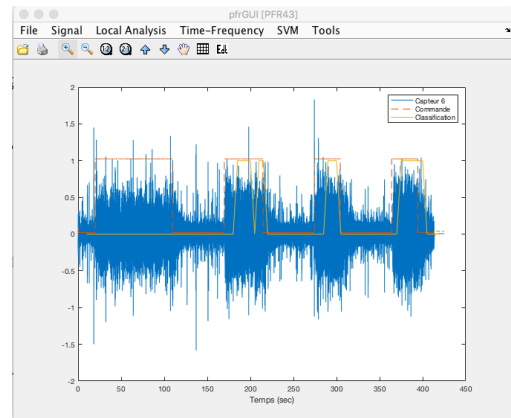 pfrGUI [PFR43]
File Signal Local Analysis Time-Frequency SVM Tools
Capteur 6
Commande
Classification
2
1.5
1
0.5
0
-0.5
-1
-1.5
-2
0 50 100 150 200 250 300 350 400 450
Temps (sec)